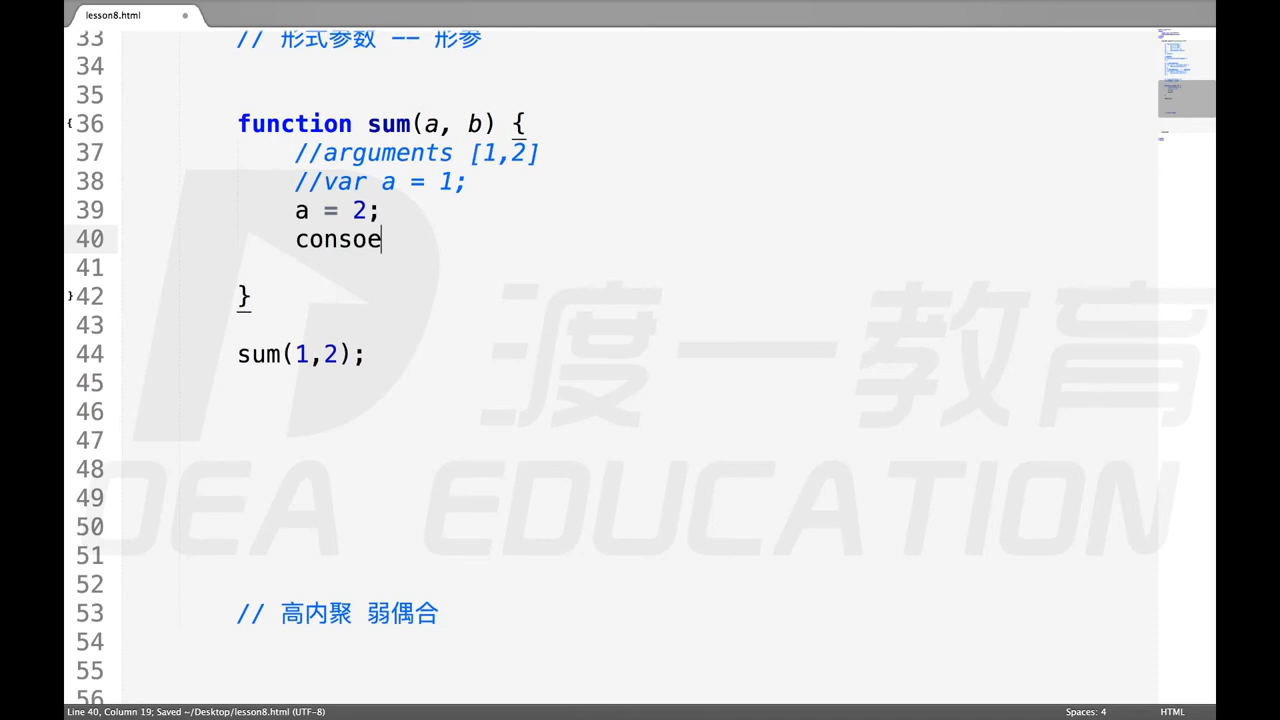 lesson8.html
33 // 形式参数 -- 形参
34
35
36 function sum(a, b) {
37 //arguments [1,2]
38 //var a = 1;
39 a = 2;
40 consoe
41
42 }
43
44 sum(1,2);
45
46
47
48
49
50
51
52
53 // 高内聚 弱偶合
54
55
56
渡一教育
DEA EDUCATION
Line 40, Column 19; Saved ~/Desktop/lesson8.html (UTF-8) Spaces: 4 HTML